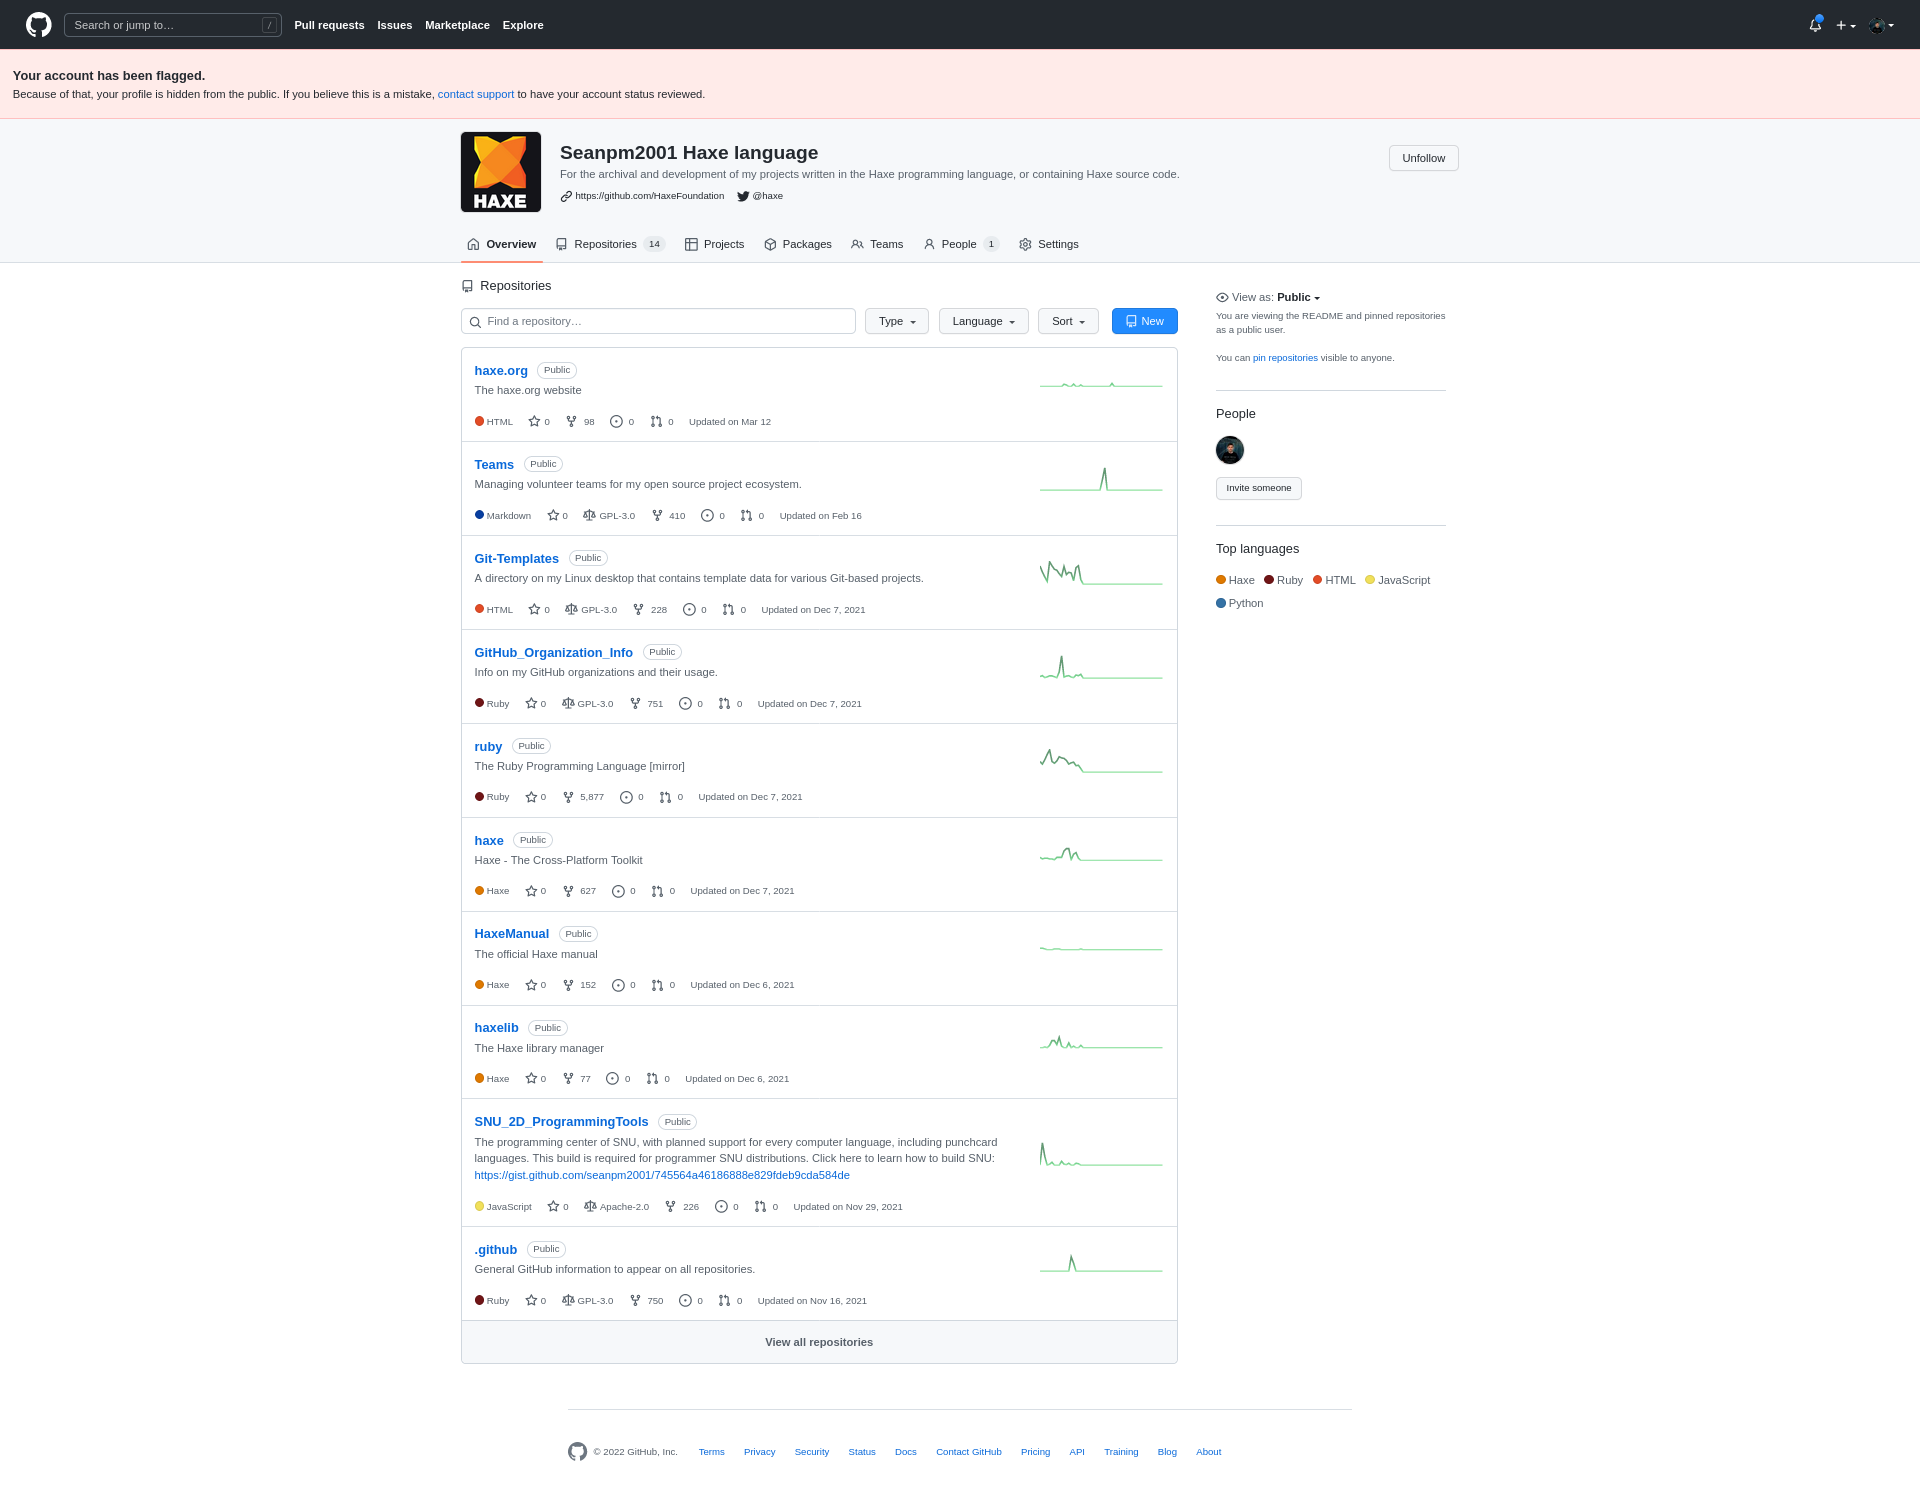 Search or jump to…
/
Pull requests Issues Marketplace Explore
Your account has been flagged.
Because of that, your profile is hidden from the public. If you believe this is a mistake, contact support to have your account status reviewed.
HAXE
Seanpm2001 Haxe language
For the archival and development of my projects written in the Haxe programming language, or containing Haxe source code.
https://github.com/HaxeFoundation @haxe
Unfollow
Overview Repositories 14 Projects Packages Teams People 1 Settings
Repositories
Find a repository…
Type Language Sort New
haxe.org Public
The haxe.org website
HTML 0 98 0 0 Updated on Mar 12
Teams Public
Managing volunteer teams for my open source project ecosystem.
Markdown 0 GPL-3.0 410 0 0 Updated on Feb 16
Git-Templates Public
A directory on my Linux desktop that contains template data for various Git-based projects.
HTML 0 GPL-3.0 228 0 0 Updated on Dec 7, 2021
GitHub_Organization_Info Public
Info on my GitHub organizations and their usage.
Ruby 0 GPL-3.0 751 0 0 Updated on Dec 7, 2021
ruby Public
The Ruby Programming Language [mirror]
Ruby 0 5,877 0 0 Updated on Dec 7, 2021
haxe Public
Haxe - The Cross-Platform Toolkit
Haxe 0 627 0 0 Updated on Dec 7, 2021
HaxeManual Public
The official Haxe manual
Haxe 0 152 0 0 Updated on Dec 6, 2021
haxelib Public
The Haxe library manager
Haxe 0 77 0 0 Updated on Dec 6, 2021
SNU_2D_ProgrammingTools Public
The programming center of SNU, with planned support for every computer language, including punchcard
languages. This build is required for programmer SNU distributions. Click here to learn how to build SNU:
https://gist.github.com/seanpm2001/745564a46186888e829fdeb9cda584de
JavaScript 0 Apache-2.0 226 0 0 Updated on Nov 29, 2021
.github Public
General GitHub information to appear on all repositories.
Ruby 0 GPL-3.0 750 0 0 Updated on Nov 16, 2021
View all repositories
View as: Public
You are viewing the README and pinned repositories
as a public user.
You can pin repositories visible to anyone.
People
Invite someone
Top languages
Haxe Ruby HTML JavaScript
Python
© 2022 GitHub, Inc. Terms Privacy Security Status Docs Contact GitHub Pricing API Training Blog About